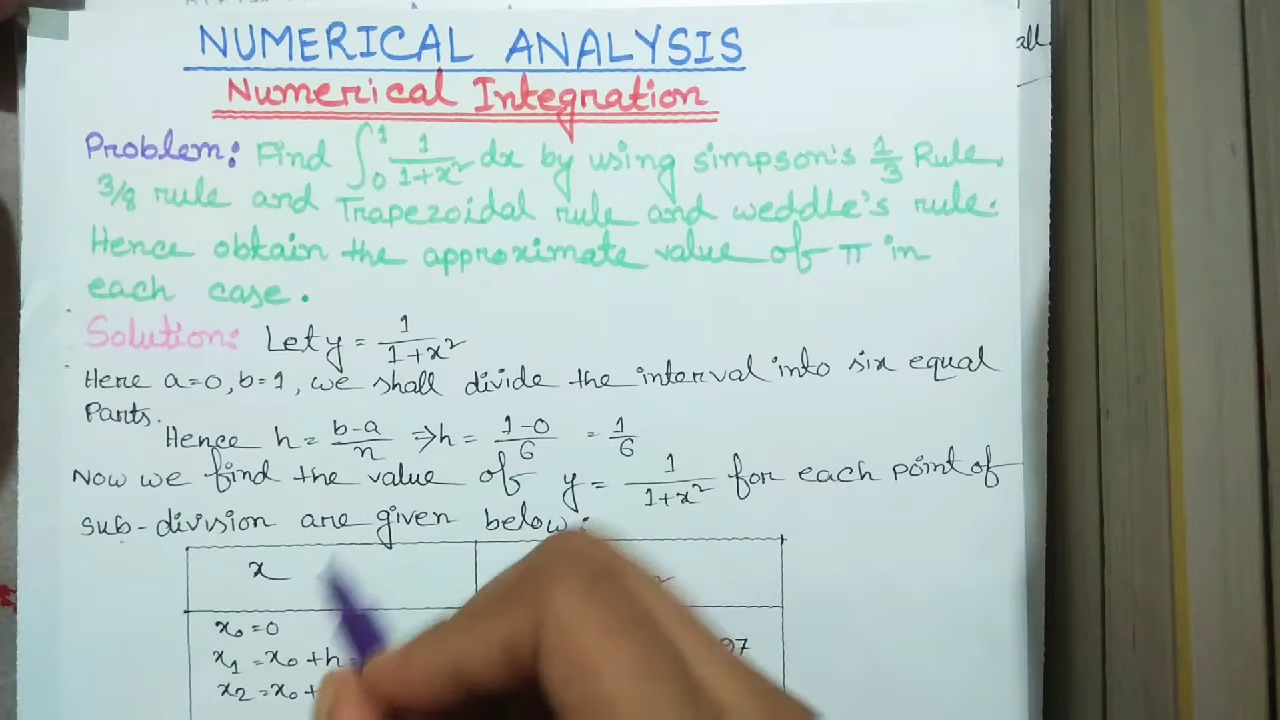 all
NUMERICAL ANALYSIS
Numerical Integration
Problem: Find ∫₀¹ 1/(1+x²) dx by using simpson's 1/3 Rule,
3/8 rule and Trapezoidal rule and weddle's rule.
Hence obtain the approximate value of π in
each case.
Solution: Let y = 1/(1+x²)
Here a=0, b=1, we shall divide the interval into six equal
Parts.
Hence h = (b-a)/n ⇒ h = (1-0)/6 = 1/6
Now we find the value of y = 1/(1+x²) for each point of
sub-division are given below:
x
x₀ = 0
x₁ = x₀ + h = 97
x₂ = x₀ +